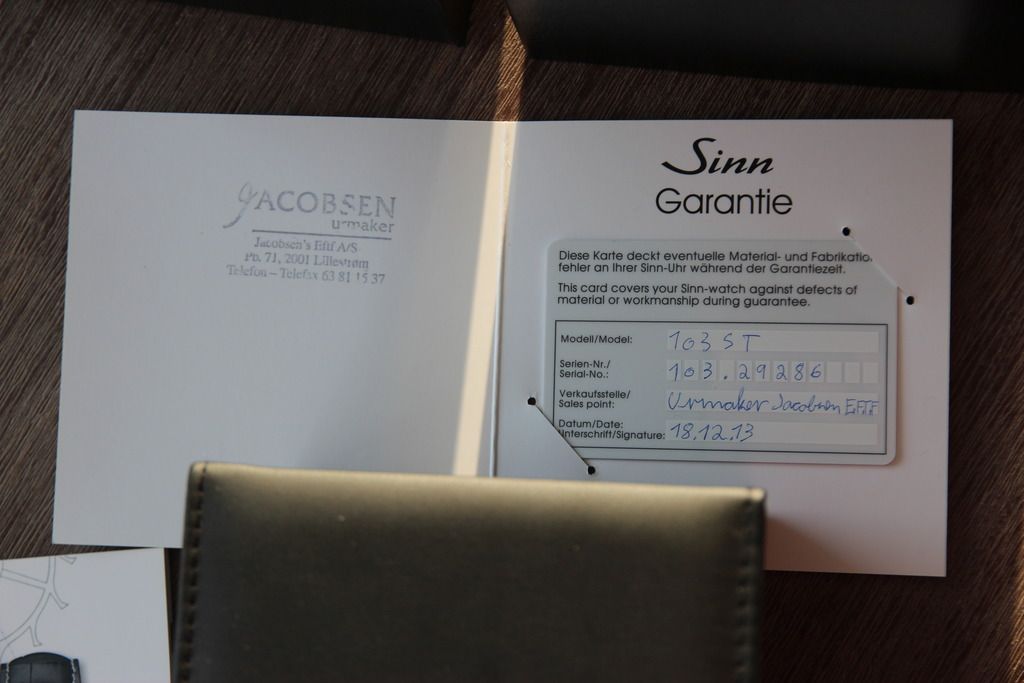 JACOBSEN
urmaker
Jacobsen's Eftf A/S
Pb. 71, 2001 Lillestrøm
Telefon - Telefax 63 81 15 37
Sinn
Garantie
Diese Karte deckt eventuelle Material- und Fabrikatio
fehler an Ihrer Sinn-Uhr während der Garantiezeit.
This card covers your Sinn-watch against defects of
material or workmanship during guarantee.
Modell/Model: 103 ST
Serien-Nr./
Serial-No.: 103.29286
Verkaufsstelle/
Sales point: Urmaker Jacobsen EFTF
Datum/Date:
Unterschrift/Signature: 18.12.13